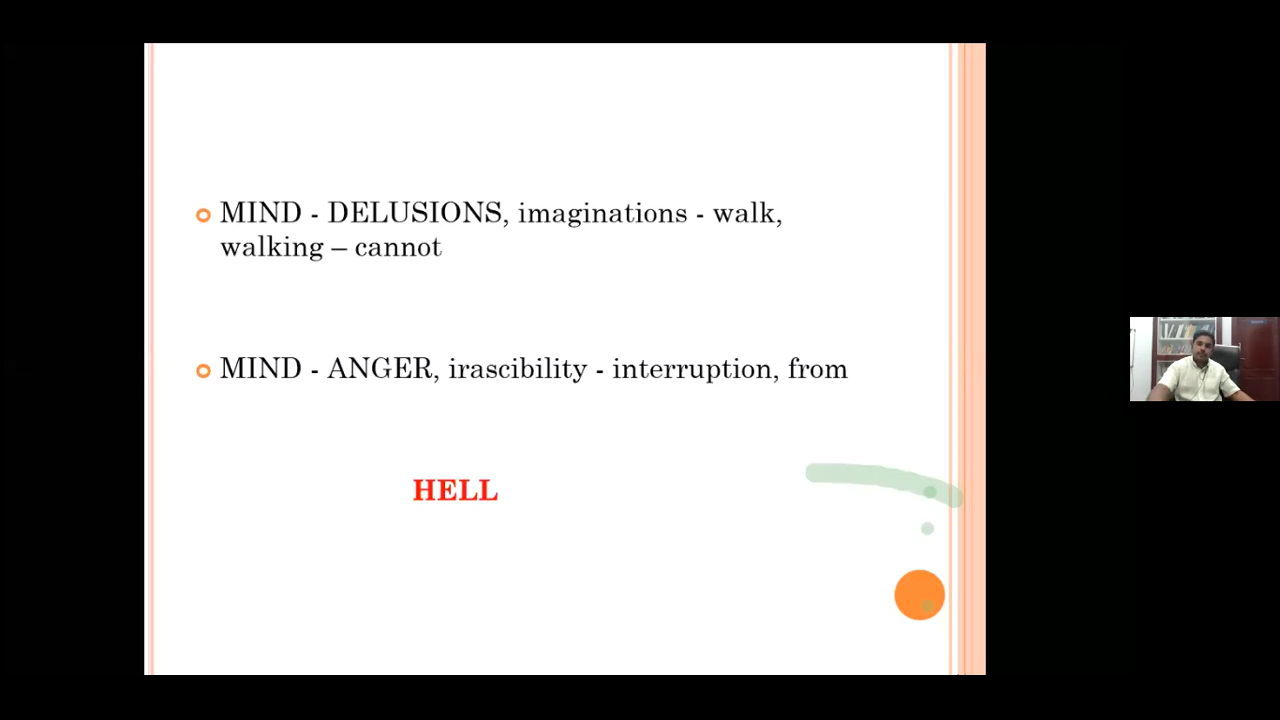 MIND - DELUSIONS, imaginations - walk,
walking – cannot
MIND - ANGER, irascibility - interruption, from
HELL